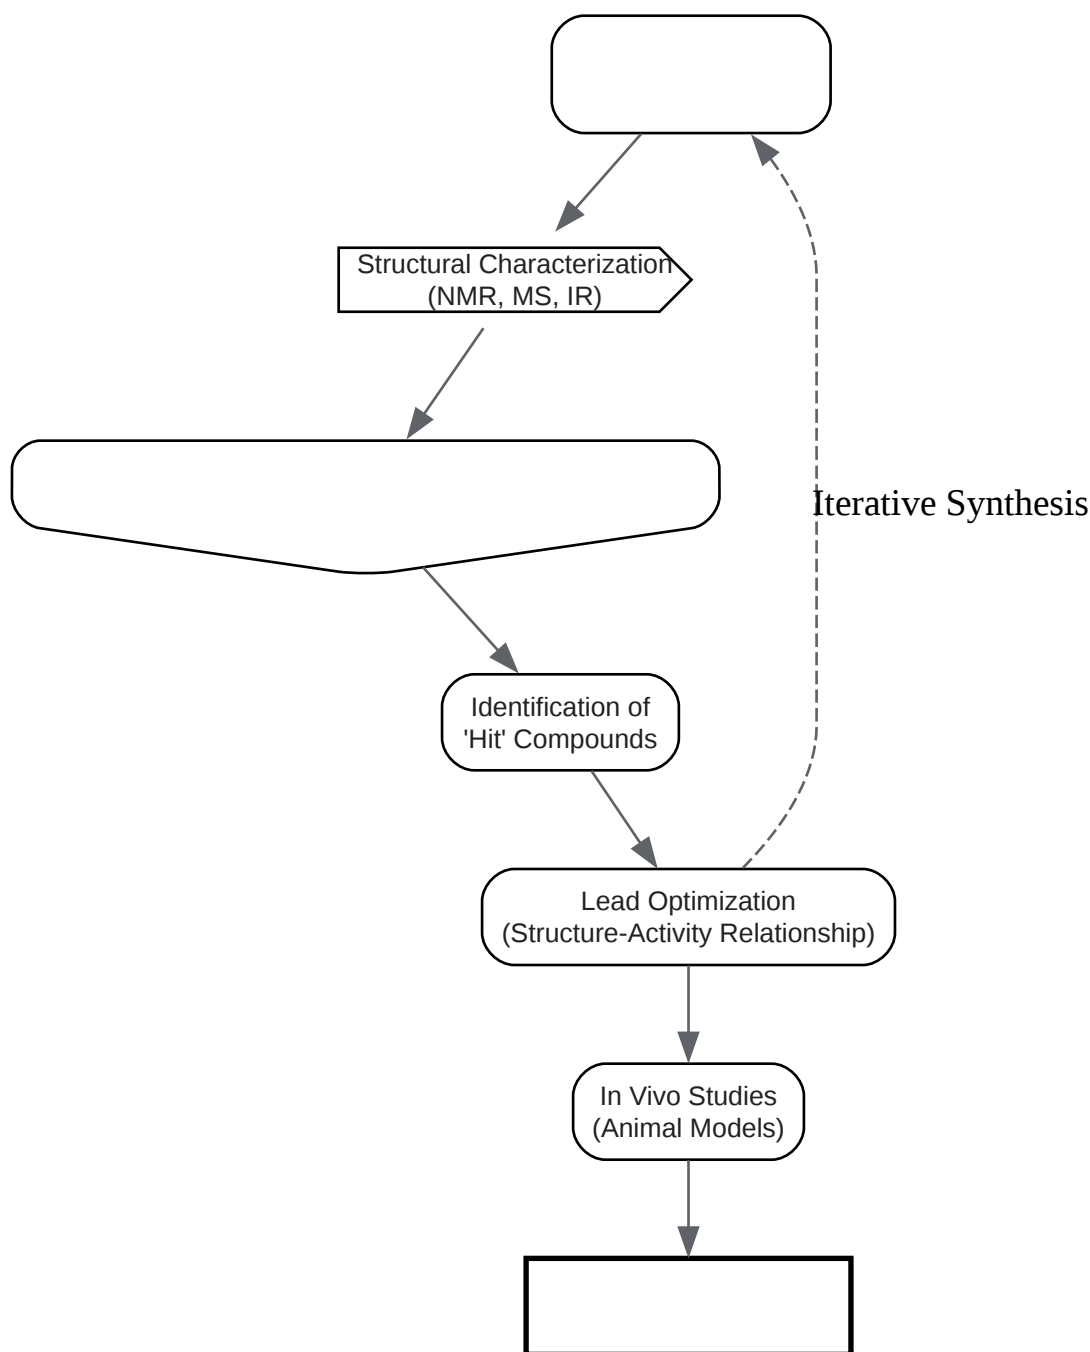 Structural Characterization
(NMR, MS, IR)
Iterative Synthesis
Identification of
'Hit' Compounds
Lead Optimization
(Structure-Activity Relationship)
In Vivo Studies
(Animal Models)